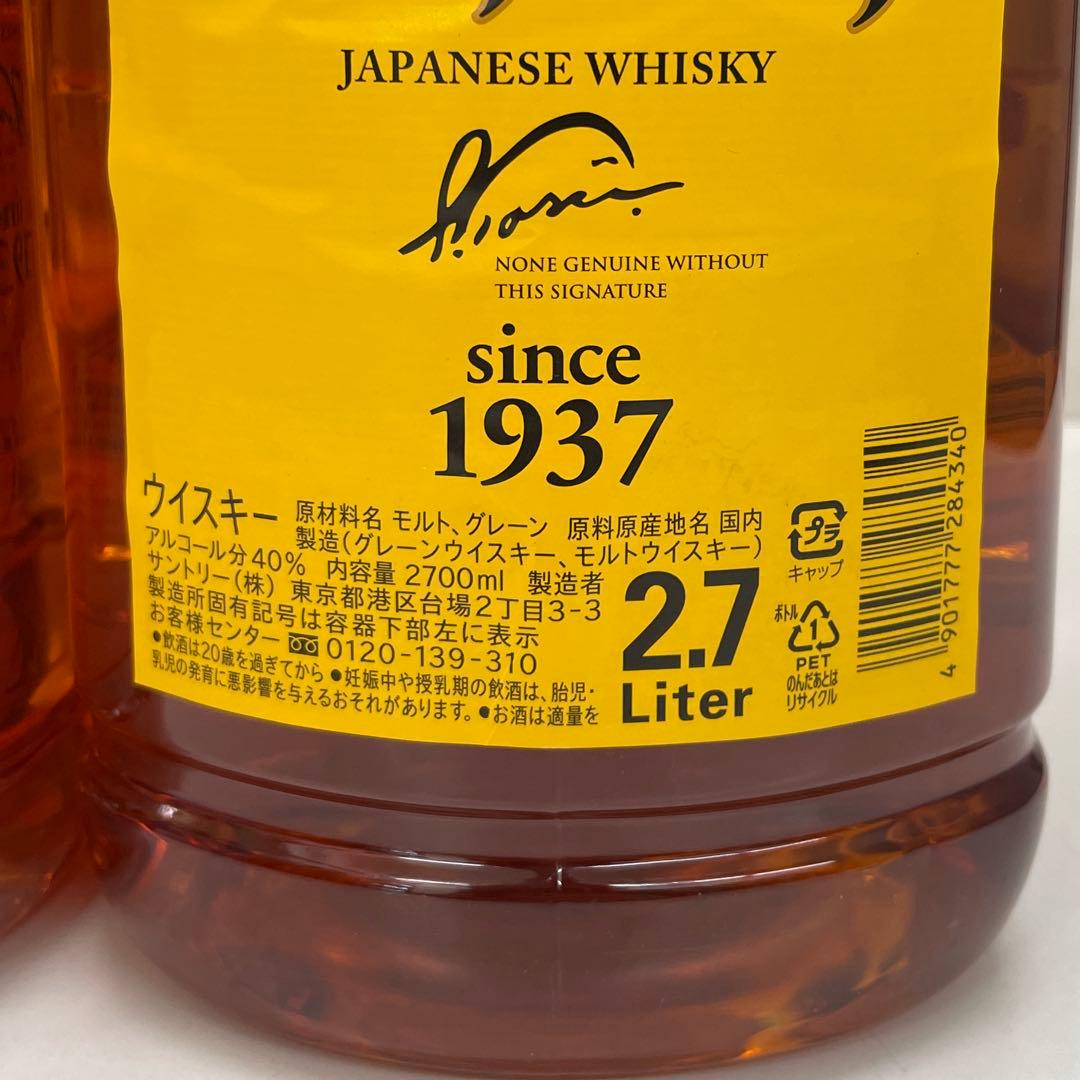 JAPANESE WHISKY
NONE GENUINE WITHOUT
THIS SIGNATURE
since
1937
ウイスキー 原材料名 モルト、グレーン 原料原産地名 国内
製造(グレーンウイスキー、モルトウイスキー)
アルコール分40% 内容量 2700ml 製造者
サントリー(株) 東京都港区台場2丁目3-3
製造所固有記号は容器下部左に表示
お客様センター 0120-139-310
●飲酒は20歳を過ぎてから ●妊娠中や授乳期の飲酒は、胎児・
乳児の発育に悪影響を与えるおそれがあります。●お酒は適量を
2.7
Liter
プラ
キャップ
ボトル
1
PET
のんだあとは
リサイクル
4901777284340